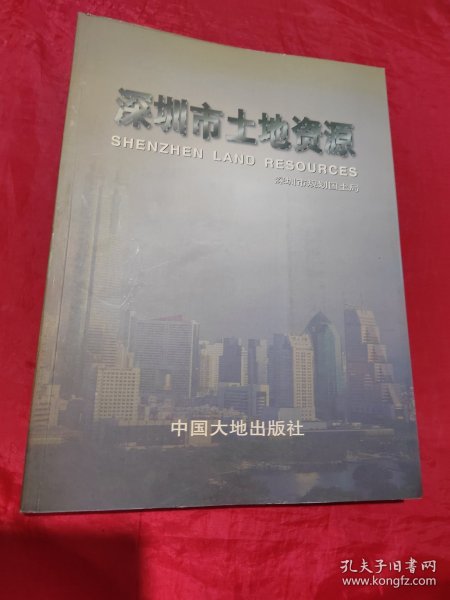 深圳市土地资源
SHENZHEN LAND RESOURCES
深圳市规划国土局
中国大地出版社
孔夫子旧书网
www.kongfz.com